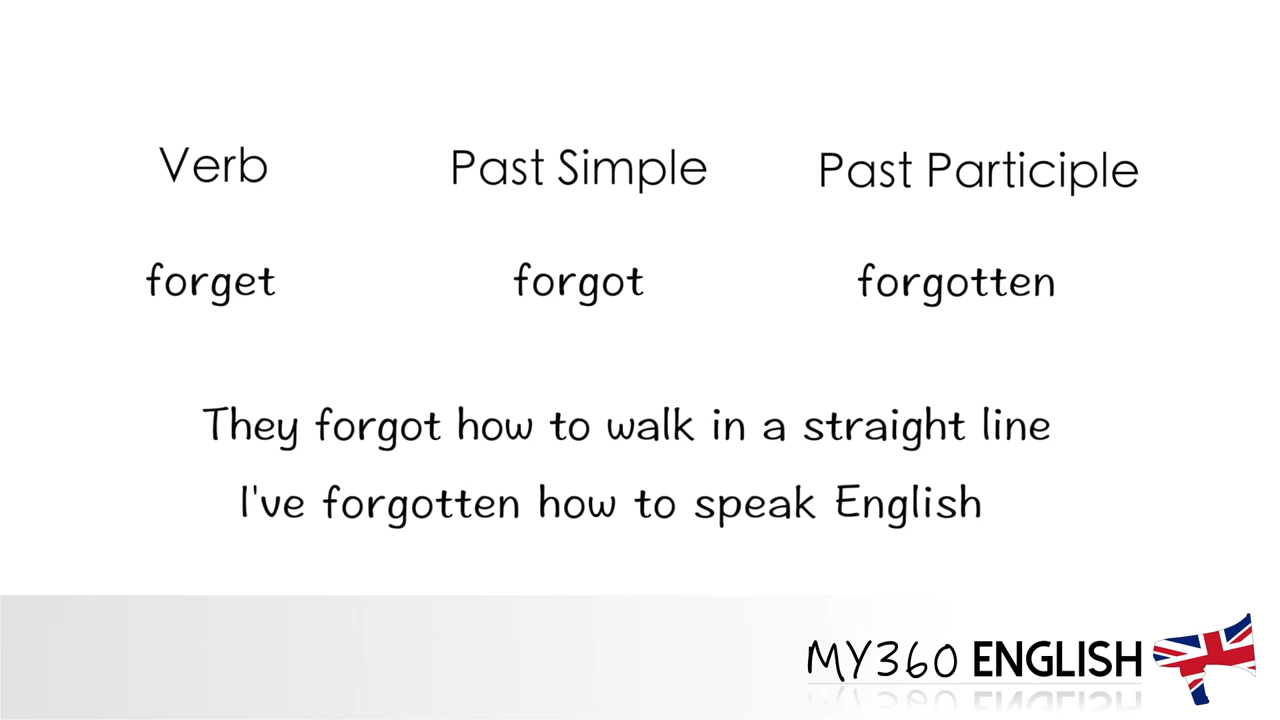 Verb Past Simple Past Participle
forget forgot forgotten
They forgot how to walk in a straight line
I've forgotten how to speak English
MY360 ENGLISH